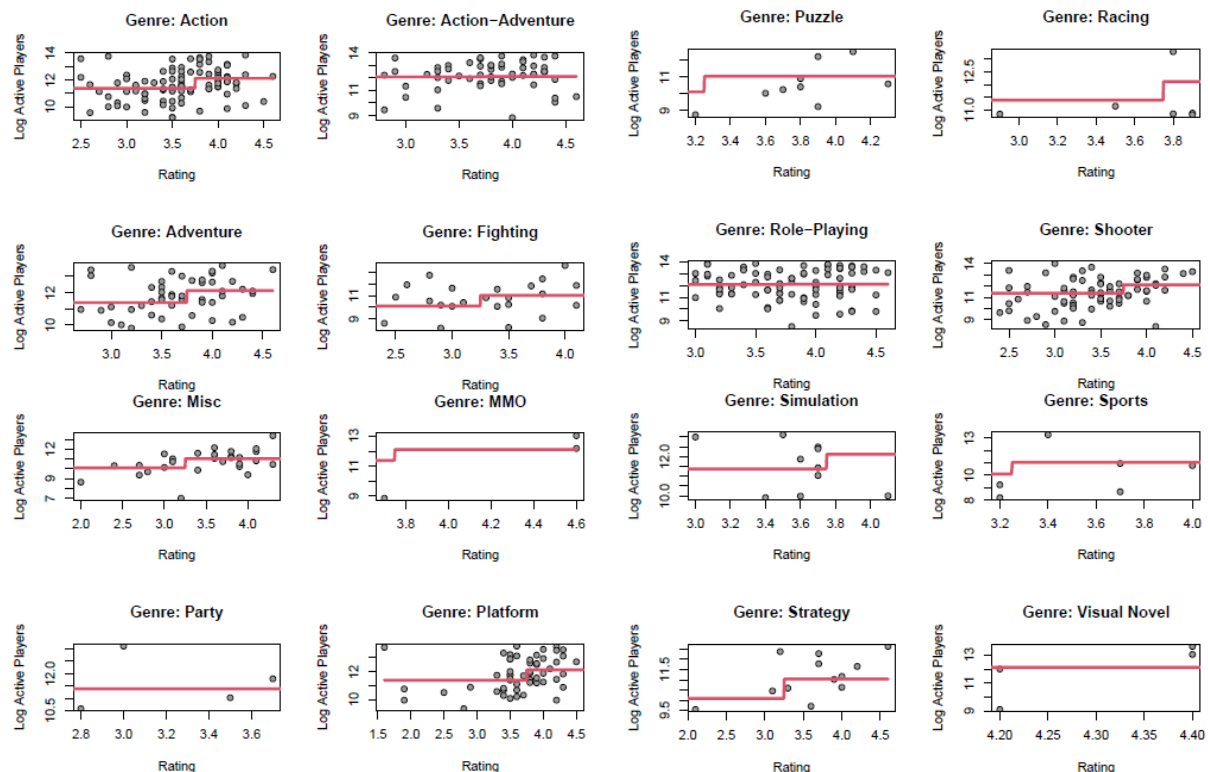 Genre: Action
Log Active Players
14
12
10
2.5 3.0 3.5 4.0 4.5
Rating
Genre: Action−Adventure
Log Active Players
14
11
9
3.0 3.5 4.0 4.5
Rating
Genre: Puzzle
Log Active Players
11
9
3.2 3.4 3.6 3.8 4.0 4.2
Rating
Genre: Racing
Log Active Players
12.5
11.0
3.0 3.2 3.4 3.6 3.8
Rating
Genre: Adventure
Log Active Players
12
10
3.0 3.5 4.0 4.5
Rating
Genre: Fighting
Log Active Players
11
9
2.5 3.0 3.5 4.0
Rating
Genre: Role−Playing
Log Active Players
14
11
9
3.0 3.5 4.0 4.5
Rating
Genre: Shooter
Log Active Players
14
11
9
2.5 3.0 3.5 4.0 4.5
Rating
Genre: Misc
Log Active Players
12
9
7
2.0 2.5 3.0 3.5 4.0
Rating
Genre: MMO
Log Active Players
13
11
9
3.8 4.0 4.2 4.4 4.6
Rating
Genre: Simulation
Log Active Players
12.0
10.0
3.0 3.2 3.4 3.6 3.8 4.0
Rating
Genre: Sports
Log Active Players
13
10
8
3.2 3.4 3.6 3.8 4.0
Rating
Genre: Party
Log Active Players
12.0
10.5
2.8 3.0 3.2 3.4 3.6
Rating
Genre: Platform
Log Active Players
12
10
1.5 2.0 2.5 3.0 3.5 4.0 4.5
Rating
Genre: Strategy
Log Active Players
11.5
9.5
2.0 2.5 3.0 3.5 4.0 4.5
Rating
Genre: Visual Novel
Log Active Players
13
11
9
4.20 4.25 4.30 4.35 4.40
Rating